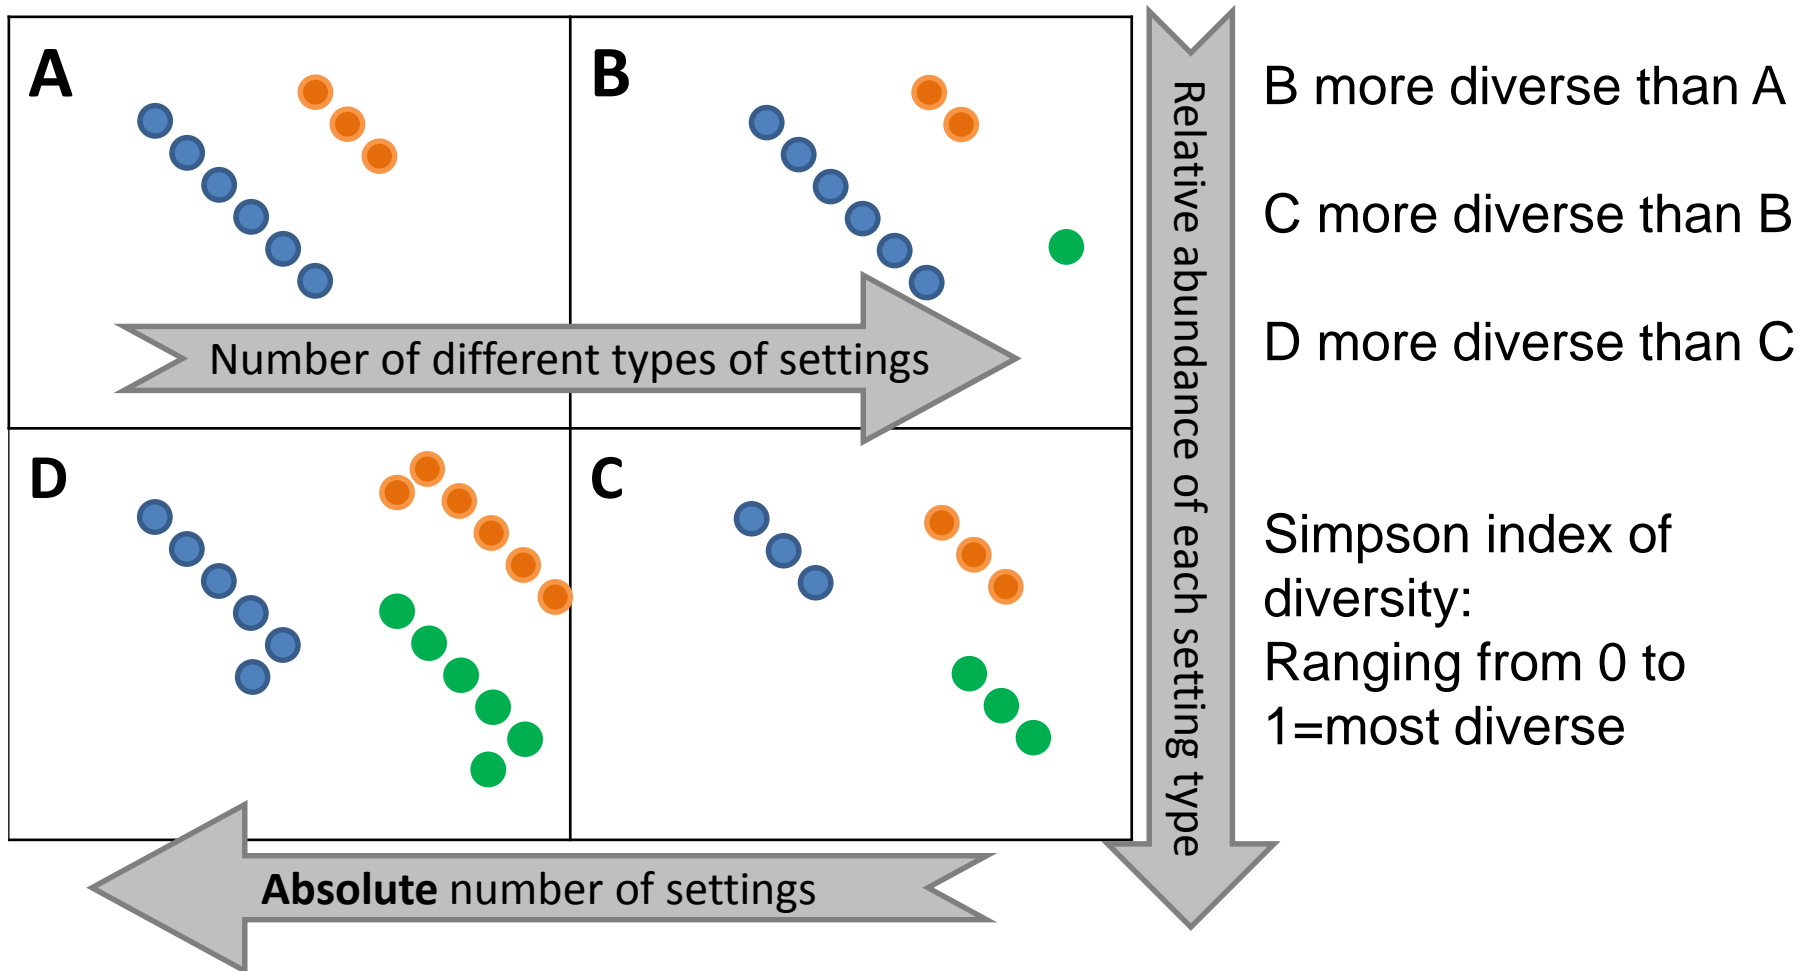 A
B
Number of different types of settings
D
C
Absolute number of settings
Relative abundance of each setting type
B more diverse than A
C more diverse than B
D more diverse than C
Simpson index of
diversity:
Ranging from 0 to
1=most diverse